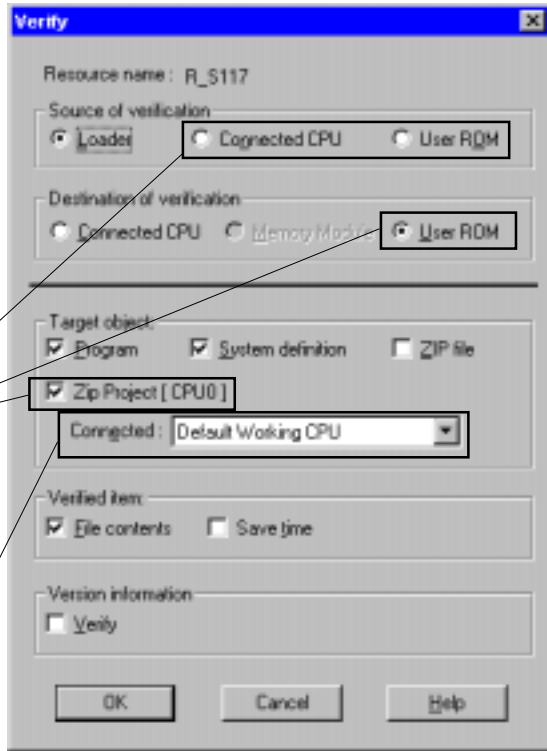 Verify
Resource name : R_S117
Source of verification
Loader Connected CPU User ROM
Destination of verification
Connected CPU Memory Module User ROM
Target object:
Program System definition ZIP file
Zip Project [ CPU0 ]
Connected : Default Working CPU
Verified item:
File contents Save time
Version information
Verify
OK Cancel Help